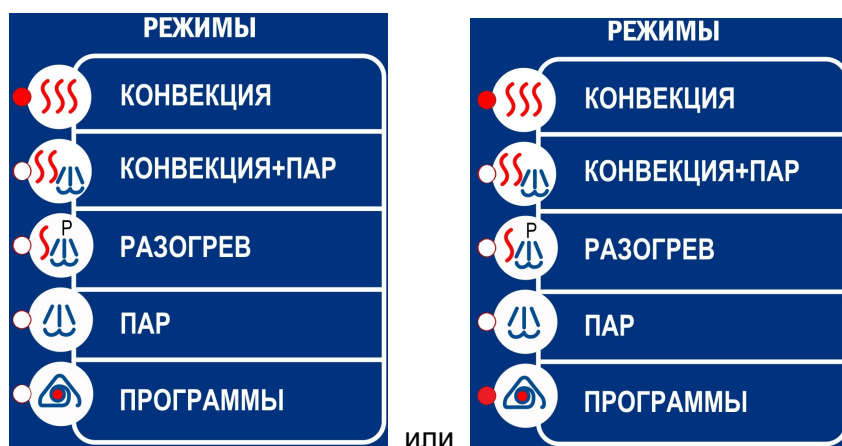 РЕЖИМЫ
КОНВЕКЦИЯ
КОНВЕКЦИЯ+ПАР
P
РАЗОГРЕВ
ПАР
ПРОГРАММЫ
или
РЕЖИМЫ
КОНВЕКЦИЯ
КОНВЕКЦИЯ+ПАР
P
РАЗОГРЕВ
ПАР
ПРОГРАММЫ